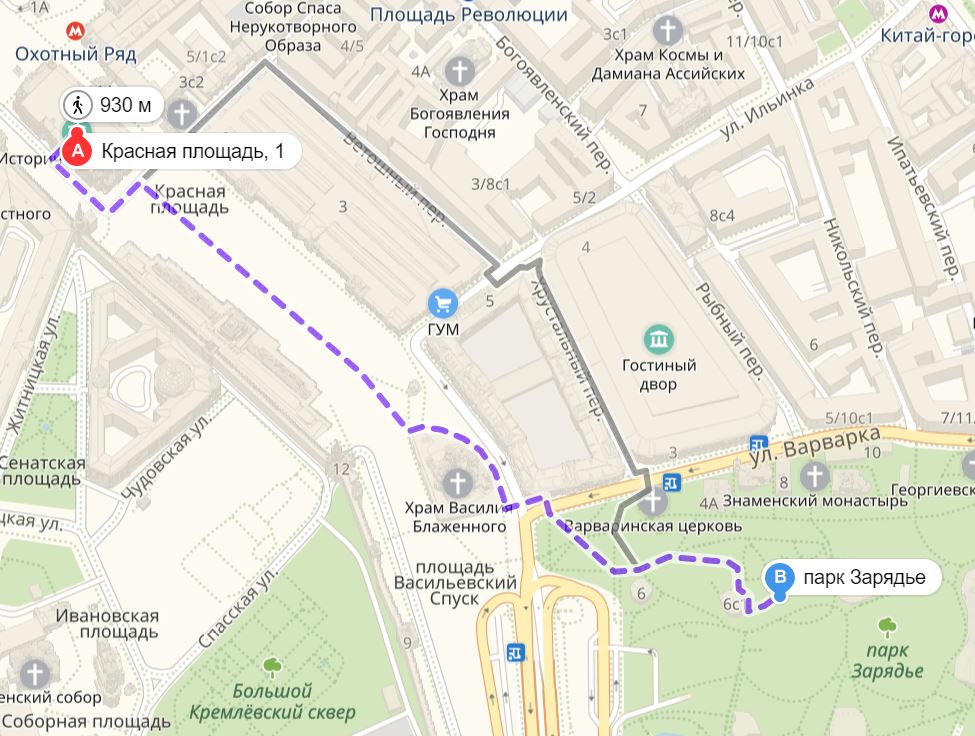 1А
Охотный Ряд
Собор Спаса
Нерукотворного
Образа
Площадь Революции
Китай-гор
5/1с2
4/5
3с2
4А
Храм
Богоявления
Господня
Богоявленский пер.
3с1
Храм Космы и
Дамиана Ассийских
11/10с1
7
ул. Ильинка
Ипатьевский пер.
930 м
А
Красная площадь, 1
Истори
Красная
площадь
Ветошный пер.
3
3/8с1
5/2
8с4
4
Никольский пер.
стного
5
ГУМ
Хрустальный пер.
Рыбный пер.
Гостиный
двор
6
Житницкая ул.
Сенатская
площадь
Чудовская ул.
12
5/10с1
7/11
3
ул. Варварка
10
8
4А
Знаменский монастырь
Георгиевск
Храм Василия
Блаженного
Варваринская церковь
цкая ул.
площадь
Васильевский
Спуск
6
6с
В
парк Зарядье
Спасская ул.
Ивановская
площадь
9
парк
Зарядье
Большой
Кремлёвский сквер
енский собор
Соборная площадь